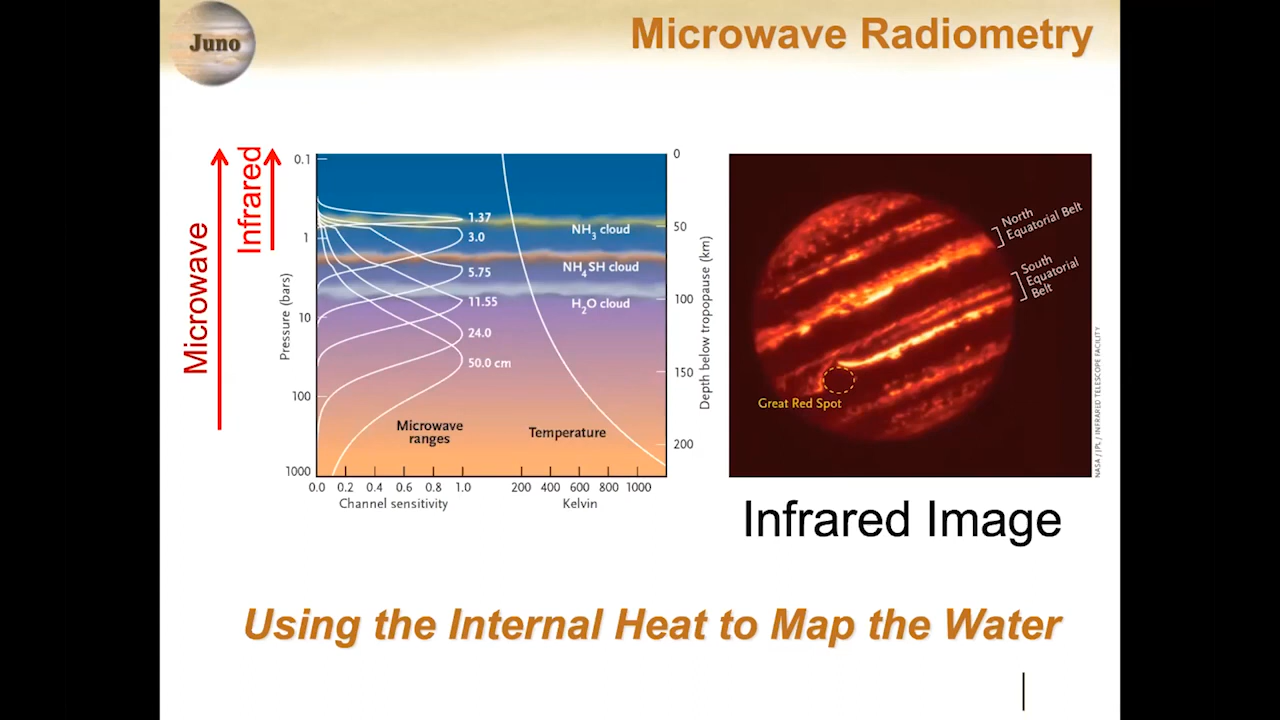 Juno
Microwave Radiometry
Microwave
Infrared
0.1
1
10
100
1000
Pressure (bars)
1.37
3.0
5.75
11.55
24.0
50.0 cm
NH3 cloud
NH4SH cloud
H2O cloud
Microwave
ranges
Temperature
0
50
100
150
200
Depth below tropopause (km)
0.0 0.2 0.4 0.6 0.8 1.0 200 400 600 800 1000
Channel sensitivity
Kelvin
North
Equatorial Belt
South
Equatorial
Belt
Great Red Spot
NASA / JPL / INFRARED TELESCOPE FACILITY
Infrared Image
Using the Internal Heat to Map the Water